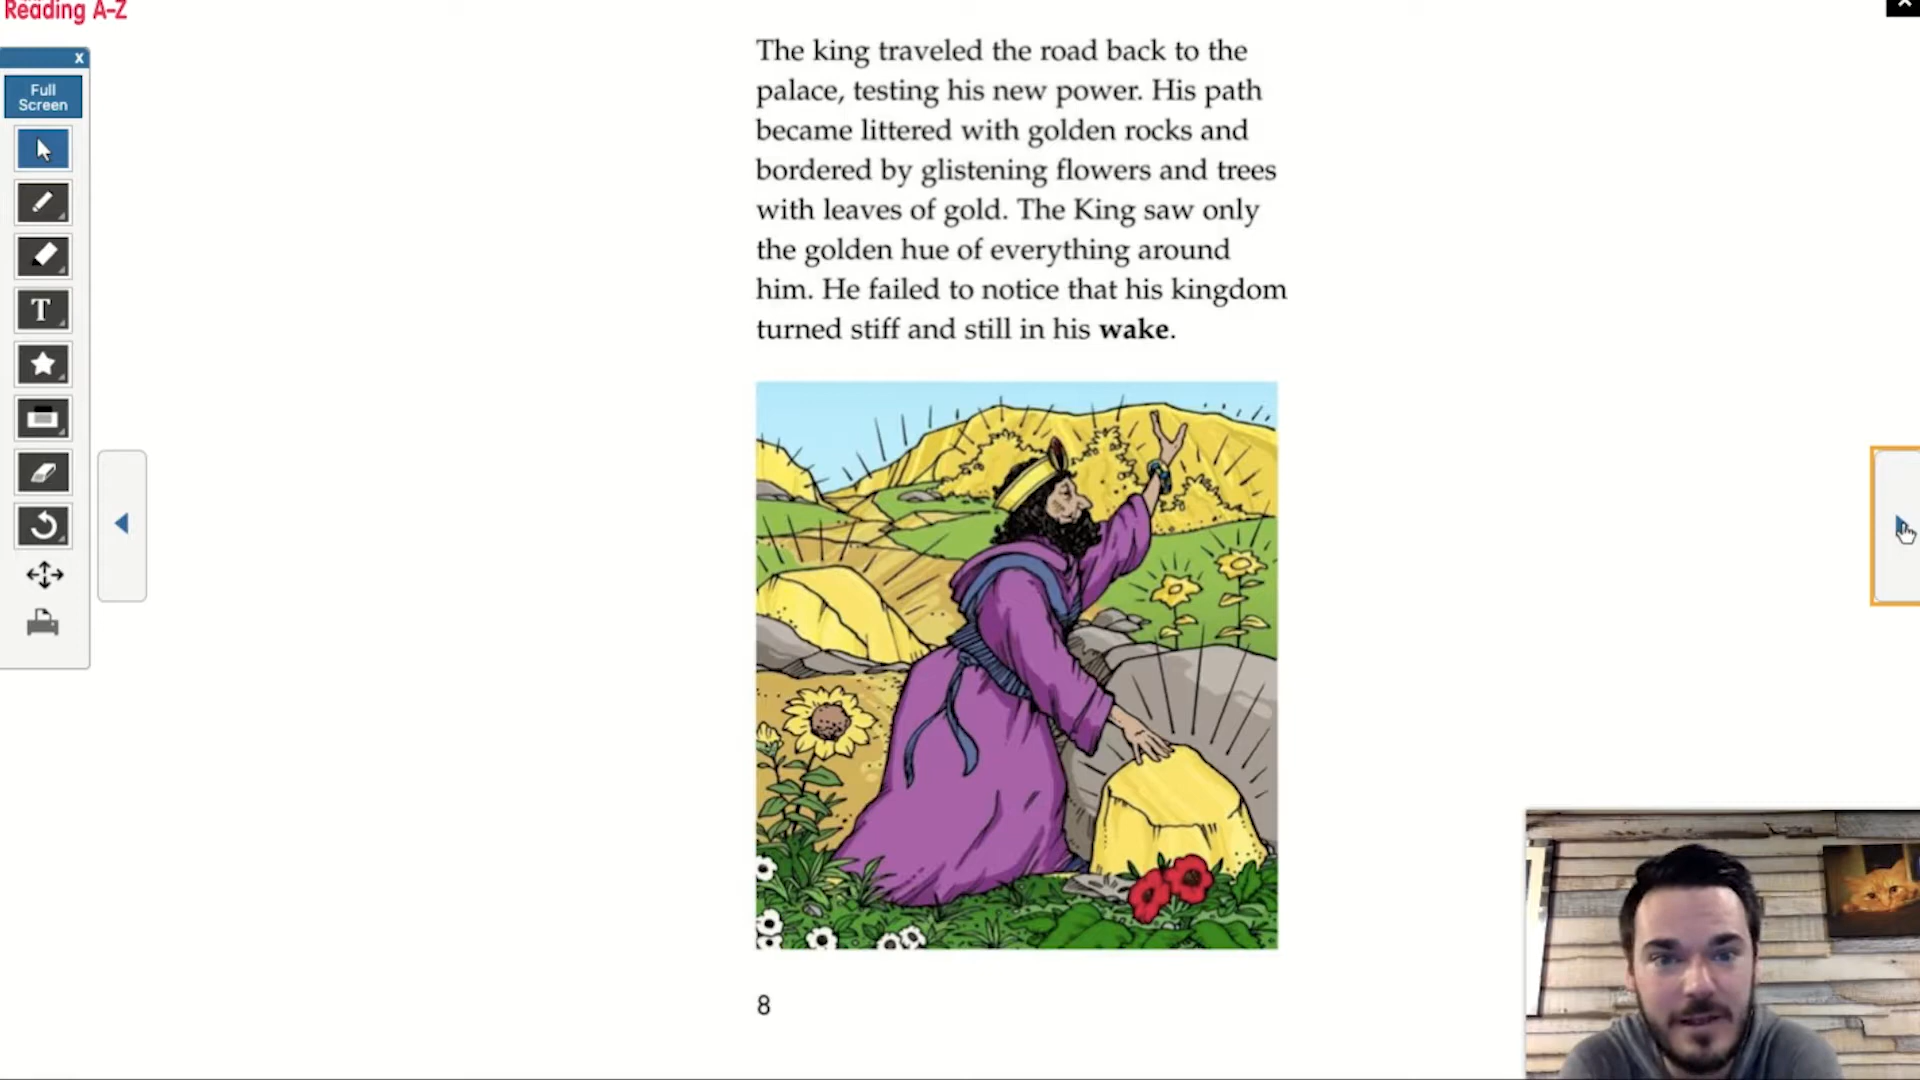 Reading A-Z
x
Full
Screen
T
The king traveled the road back to the
palace, testing his new power. His path
became littered with golden rocks and
bordered by glistening flowers and trees
with leaves of gold. The King saw only
the golden hue of everything around
him. He failed to notice that his kingdom
turned stiff and still in his wake.
8